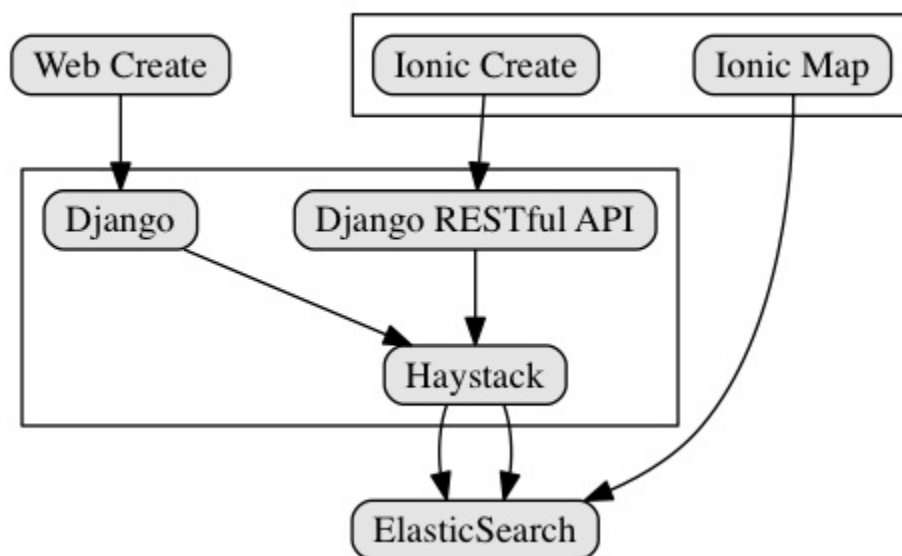 Web Create
Ionic Create
Ionic Map
Django
Django RESTful API
Haystack
ElasticSearch